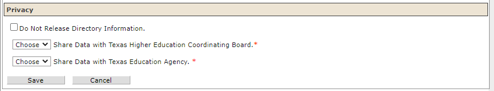 Privacy
Do Not Release Directory Information.
Choose Share Data with Texas Higher Education Coordinating Board.*
Choose Share Data with Texas Education Agency. *
Save Cancel